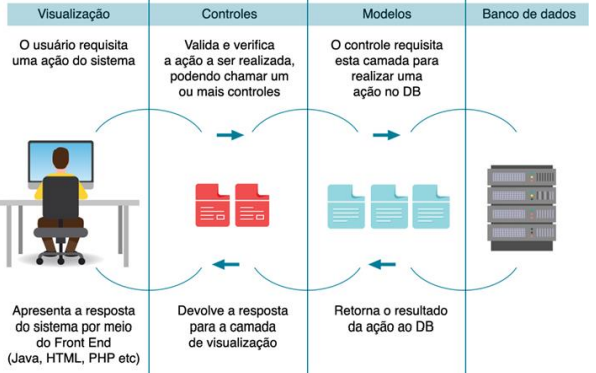 Visualização
Controles
Modelos
Banco de dados
O usuário requisita
uma ação do sistema
Valida e verifica
a ação a ser realizada,
podendo chamar um
ou mais controles
O controle requisita
esta camada para
realizar uma
ação no DB
Apresenta a resposta
do sistema por meio
do Front End
(Java, HTML, PHP etc)
Devolve a resposta
para a camada
de visualização
Retorna o resultado
da ação ao DB